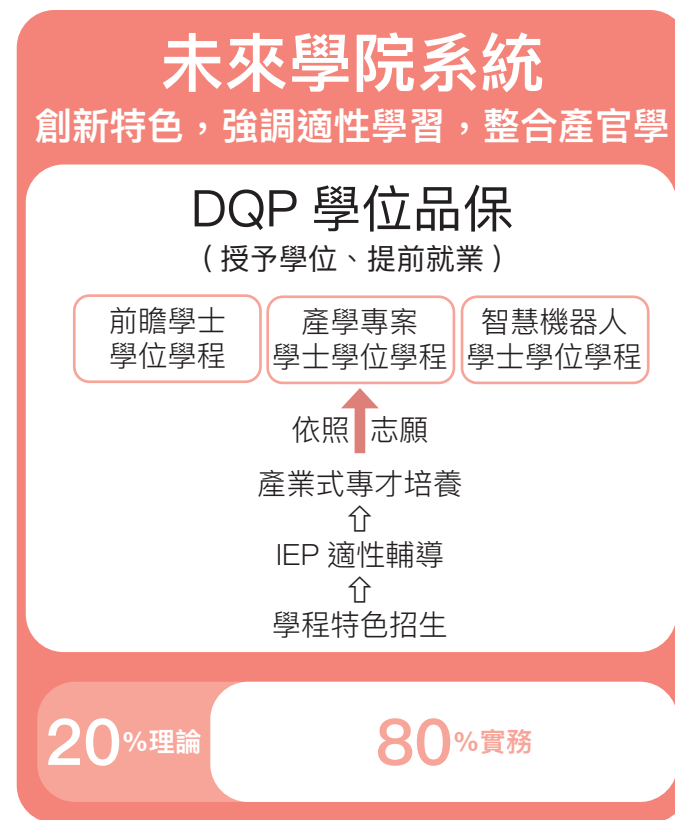 未來學院系統
創新特色，強調適性學習，整合產官學
DQP 學位品保
（授予學位、提前就業）
前瞻學士
學位學程
產學專案
學士學位學程
智慧機器人
學士學位學程
依照 志願
產業式專才培養
⇧
IEP 適性輔導
⇧
學程特色招生
20%理論
80%實務